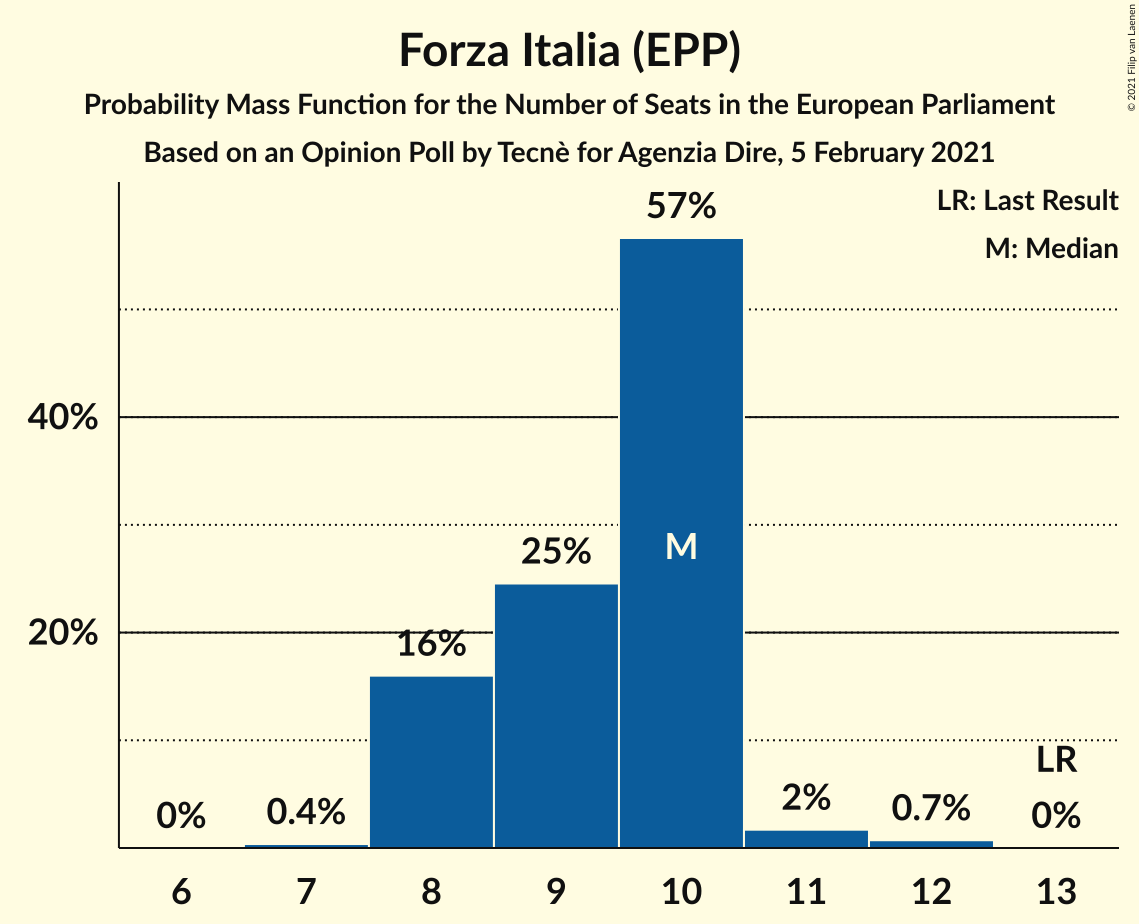 Forza Italia (EPP)
Probability Mass Function for the Number of Seats in the European Parliament
Based on an Opinion Poll by Tecnè for Agenzia Dire, 5 February 2021
© 2021 Filip van Laenen
LR: Last Result
M: Median
57%
40%
25%
M
20%
16%
LR
0%
0.4%
2%
0.7%
0%
6
7
8
9
10
11
12
13